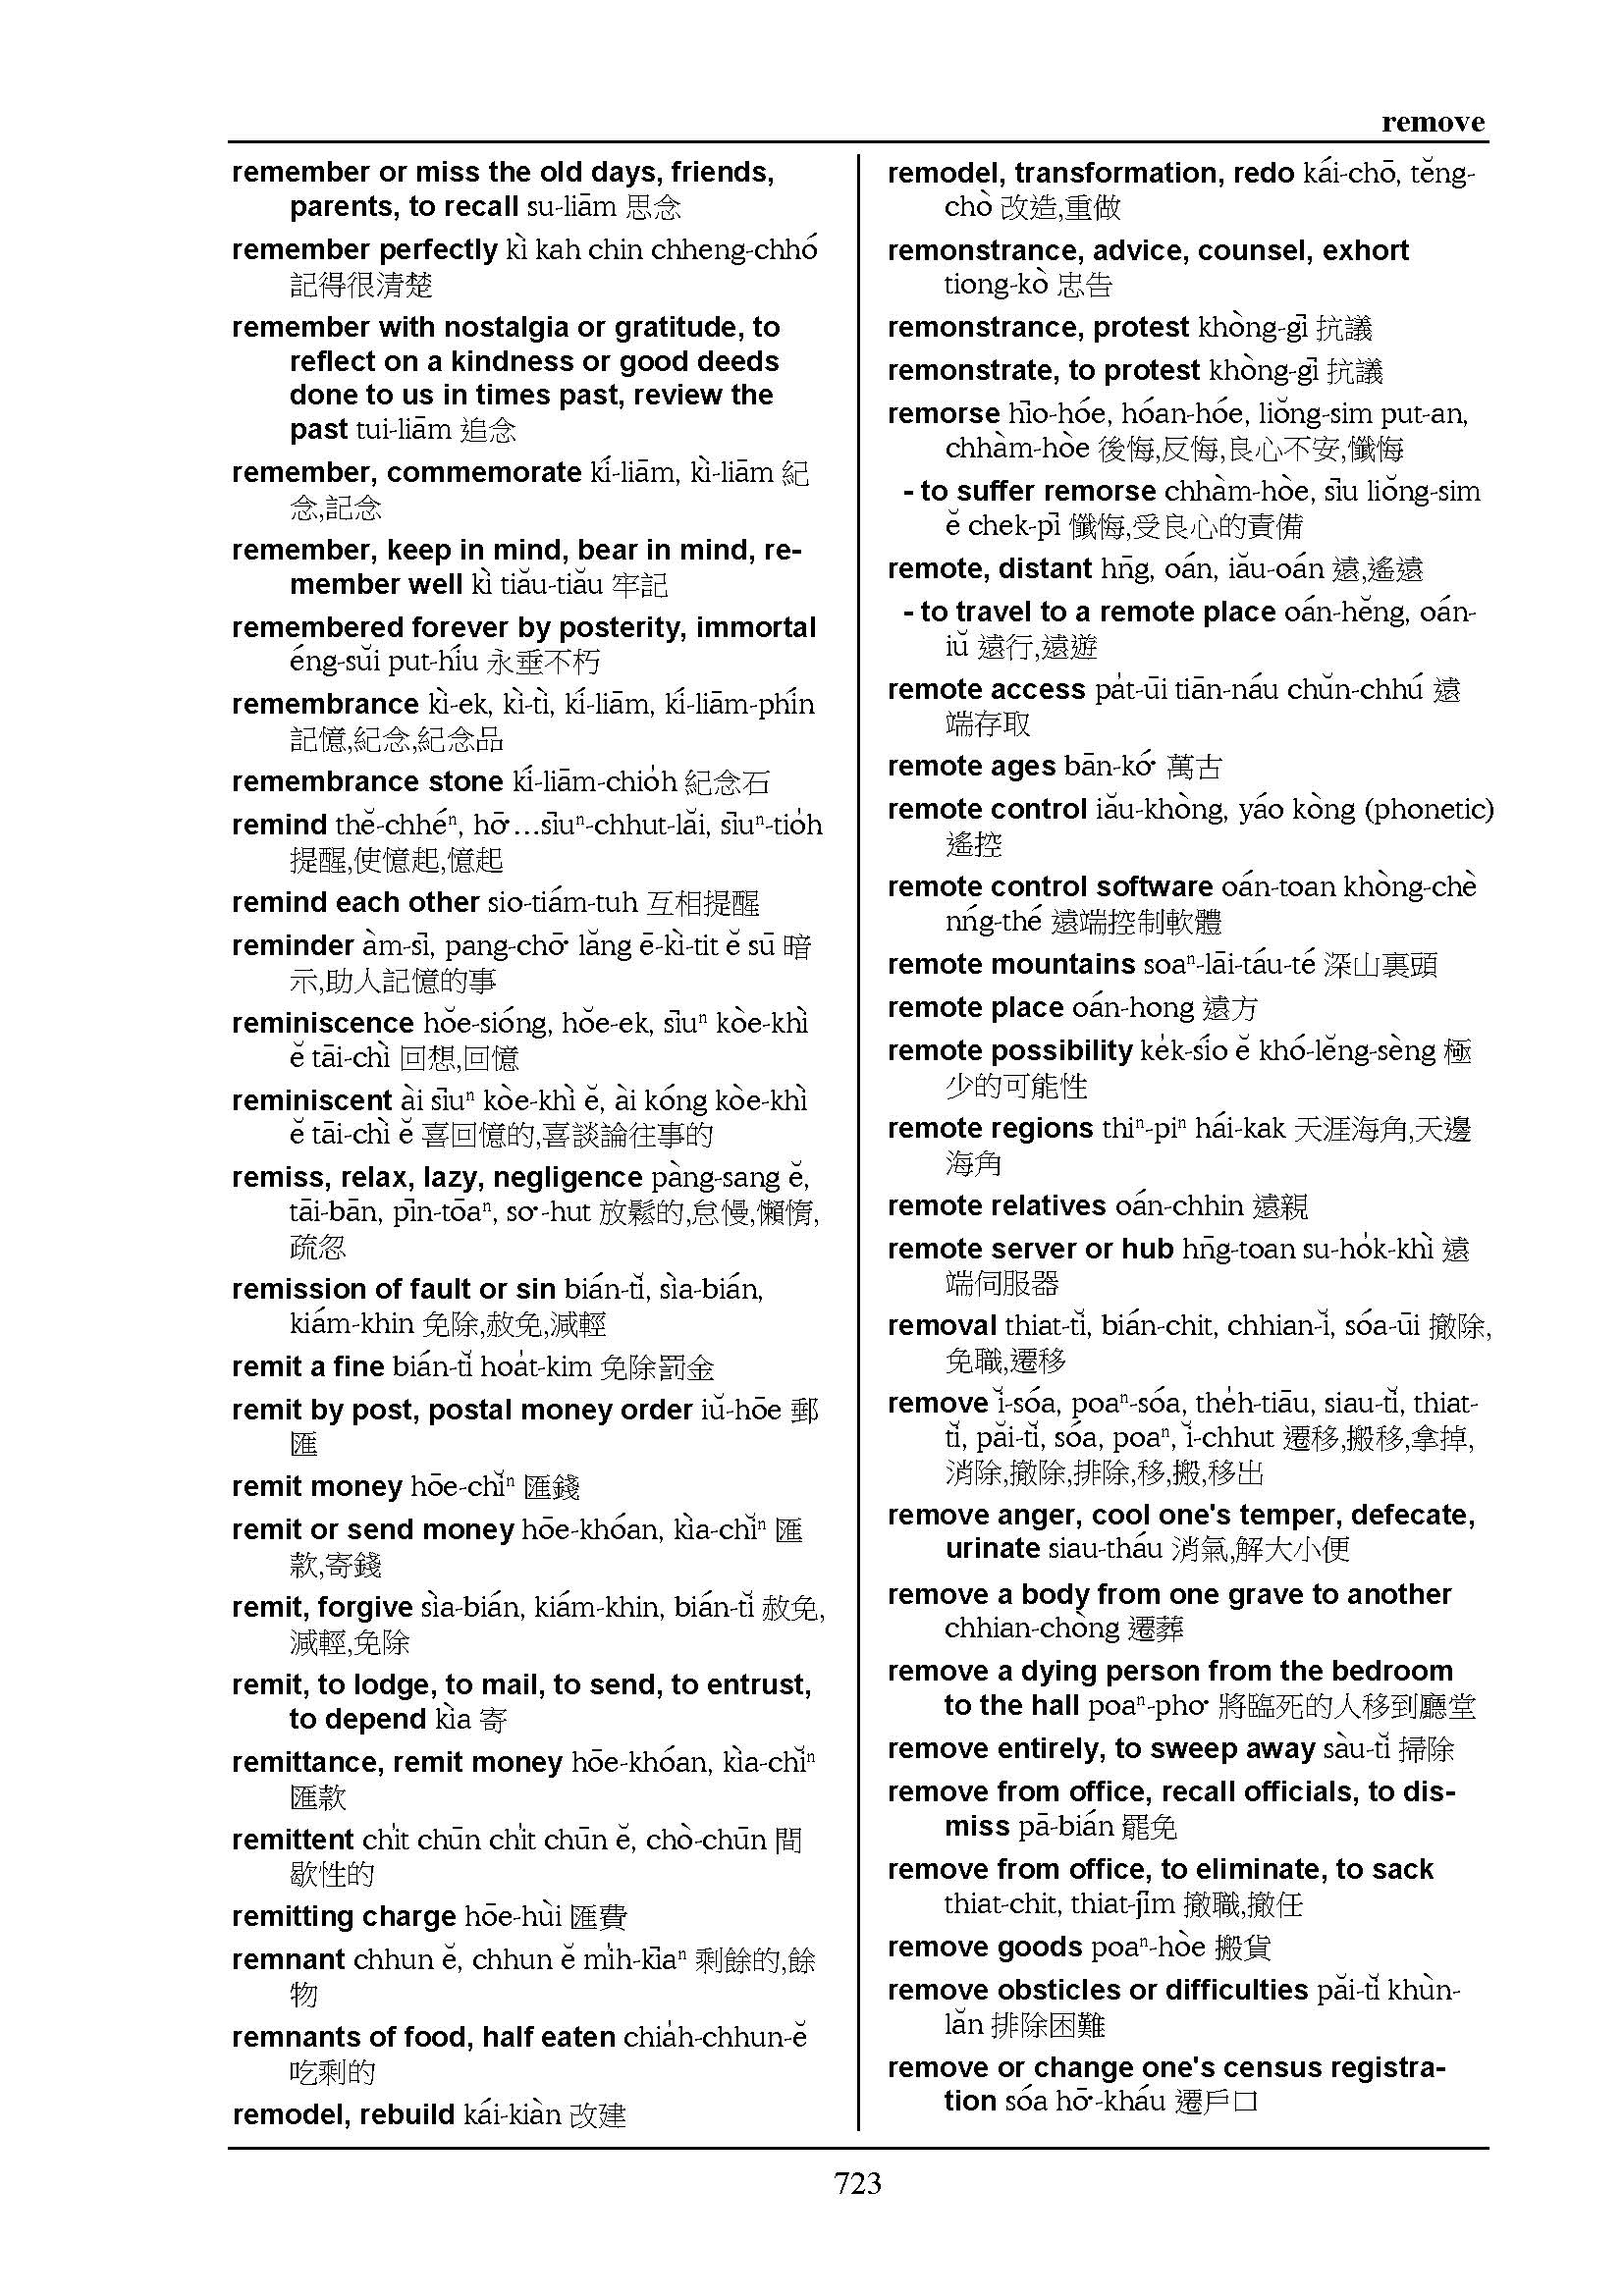 remove
remember or miss the old days, friends,
parents, to recall su-liām 思念
remember perfectly kì kah chin chheng-chhó
記得很清楚
remember with nostalgia or gratitude, to
reflect on a kindness or good deeds
done to us in times past, review the
past tui-liām 追念
remember, commemorate kí-liām, kì-liām 紀
念,記念
remember, keep in mind, bear in mind, re-
member well kì tiău-tiău 牢記
remembered forever by posterity, immortal
éng-sŭi put-híu 永垂不朽
remembrance kì-ek, kì-tì, kí-liām, kí-liām-phín
記憶,紀念,紀念品
remembrance stone kí-liām-chio̍h 紀念石
remind thĕ-chhéⁿ, hō͘…sīuⁿ-chhut-lăi, sīuⁿ-tio̍h
提醒,使憶起,憶起
remind each other sio-tiám-tuh 互相提醒
reminder àm-sī, pang-chō͘ lăng ē-kì-tit ĕ sū 暗
示,助人記憶的事
reminiscence hŏe-sióng, hŏe-ek, sīuⁿ kòe-khì
ĕ tāi-chì 回想,回憶
reminiscent ài sīuⁿ kòe-khì ĕ, ài kóng kòe-khì
ĕ tāi-chì ĕ 喜回憶的,喜談論往事的
remiss, relax, lazy, negligence pàng-sang ĕ,
tāi-bān, pīn-tōaⁿ, so͘-hut 放鬆的,怠慢,懶惰,
疏忽
remission of fault or sin bián-tĭ, sìa-bián,
kiám-khin 免除,赦免,減輕
remit a fine bián-tĭ hoa̍t-kim 免除罰金
remit by post, postal money order iŭ-hōe 郵
匯
remit money hōe-chĭⁿ 匯錢
remit or send money hōe-khóan, kìa-chĭⁿ 匯
款,寄錢
remit, forgive sìa-bián, kiám-khin, bián-tĭ 赦免,
減輕,免除
remit, to lodge, to mail, to send, to entrust,
to depend kìa 寄
remittance, remit money hōe-khóan, kìa-chĭⁿ
匯款
remittent chi̍t chūn chi̍t chūn ĕ, chò-chūn 間
歇性的
remitting charge hōe-hùi 匯費
remnant chhun ĕ, chhun ĕ mi̍h-kīaⁿ 剩餘的,餘
物
remnants of food, half eaten chia̍h-chhun-ĕ
吃剩的
remodel, rebuild kái-kiàn 改建
remodel, transformation, redo kái-chō, tĕng-
chò 改造,重做
remonstrance, advice, counsel, exhort
tiong-kò 忠告
remonstrance, protest khòng-gī 抗議
remonstrate, to protest khòng-gī 抗議
remorse hīo-hóe, hóan-hóe, liŏng-sim put-an,
chhàm-hòe 後悔,反悔,良心不安,懺悔
- to suffer remorse chhàm-hòe, sīu liŏng-sim
ĕ chek-pī 懺悔,受良心的責備
remote, distant hn̄g, oán, iău-oán 遠,遙遠
- to travel to a remote place oán-hĕng, oán-
iŭ 遠行,遠遊
remote access pa̍t-ūi tiān-náu chŭn-chhú 遠
端存取
remote ages bān-kó͘ 萬古
remote control iău-khòng, yáo kòng (phonetic)
遙控
remote control software oán-toan khòng-chè
nńg-thé 遠端控制軟體
remote mountains soaⁿ-lāi-táu-té 深山裏頭
remote place oán-hong 遠方
remote possibility ke̍k-sío ĕ khó-lĕng-sèng 極
少的可能性
remote regions thiⁿ-piⁿ hái-kak 天涯海角,天邊
海角
remote relatives oán-chhin 遠親
remote server or hub hn̄g-toan su-ho̍k-khì 遠
端伺服器
removal thiat-tĭ, bián-chit, chhian-ĭ, sóa-ūi 撤除,
免職,遷移
remove ĭ-sóa, poaⁿ-sóa, the̍h-tiāu, siau-tĭ, thiat-
tĭ, păi-tĭ, sóa, poaⁿ, ĭ-chhut 遷移,搬移,拿掉,
消除,撤除,排除,移,搬,移出
remove anger, cool one's temper, defecate,
urinate siau-tháu 消氣,解大小便
remove a body from one grave to another
chhian-chòng 遷葬
remove a dying person from the bedroom
to the hall poaⁿ-pho͘ 將臨死的人移到廳堂
remove entirely, to sweep away sàu-tĭ 掃除
remove from office, recall officials, to dis-
miss pā-bián 罷免
remove from office, to eliminate, to sack
thiat-chit, thiat-jīm 撤職,撤任
remove goods poaⁿ-hòe 搬貨
remove obsticles or difficulties păi-tĭ khùn-
lăn 排除困難
remove or change one's census registra-
tion sóa hō͘-kháu 遷戶口
723